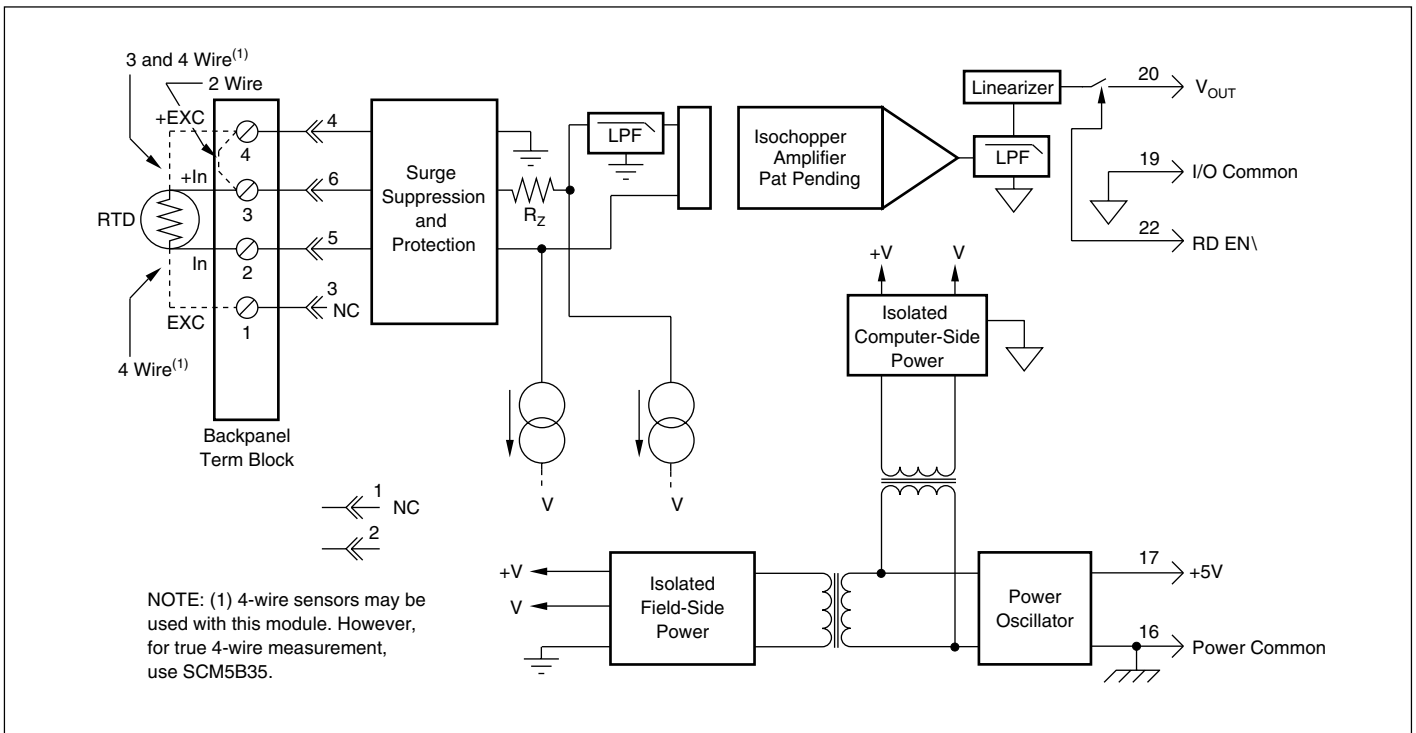 3 and 4 Wire(1)
2 Wire
+EXC
4
4
+In
6
3
RTD
In
5
2
3
NC
EXC
1
4 Wire(1)
Backpanel
Term Block
Surge
Suppression
and
Protection
RZ
LPF
Isochopper
Amplifier
Pat Pending
Linearizer
LPF
20
VOUT
19
I/O Common
22
RD EN\
+V
V
Isolated
Computer-Side
Power
V
V
1
NC
2
+V
V
Isolated
Field-Side
Power
Power
Oscillator
17
+5V
16
Power Common
NOTE: (1) 4-wire sensors may be
used with this module. However,
for true 4-wire measurement,
use SCM5B35.